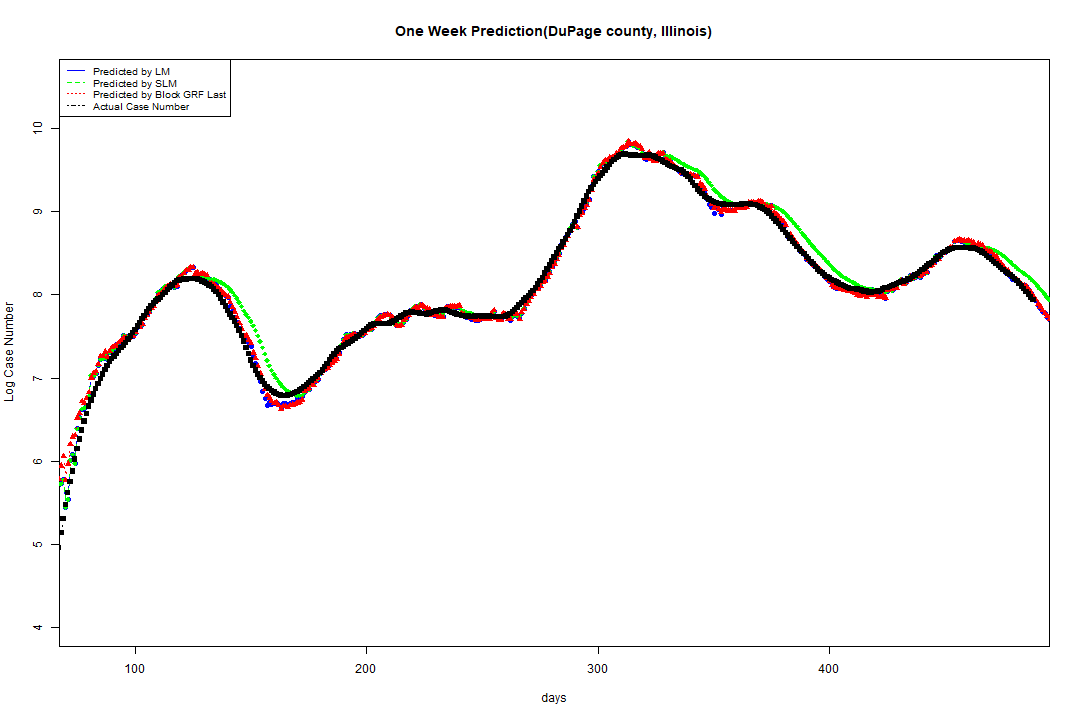 One Week Prediction(DuPage county, Illinois)
Predicted by LM
Predicted by SLM
Predicted by Block GRF Last
Actual Case Number
Log Case Number
10
9
8
7
6
5
4
100
200
300
400
days